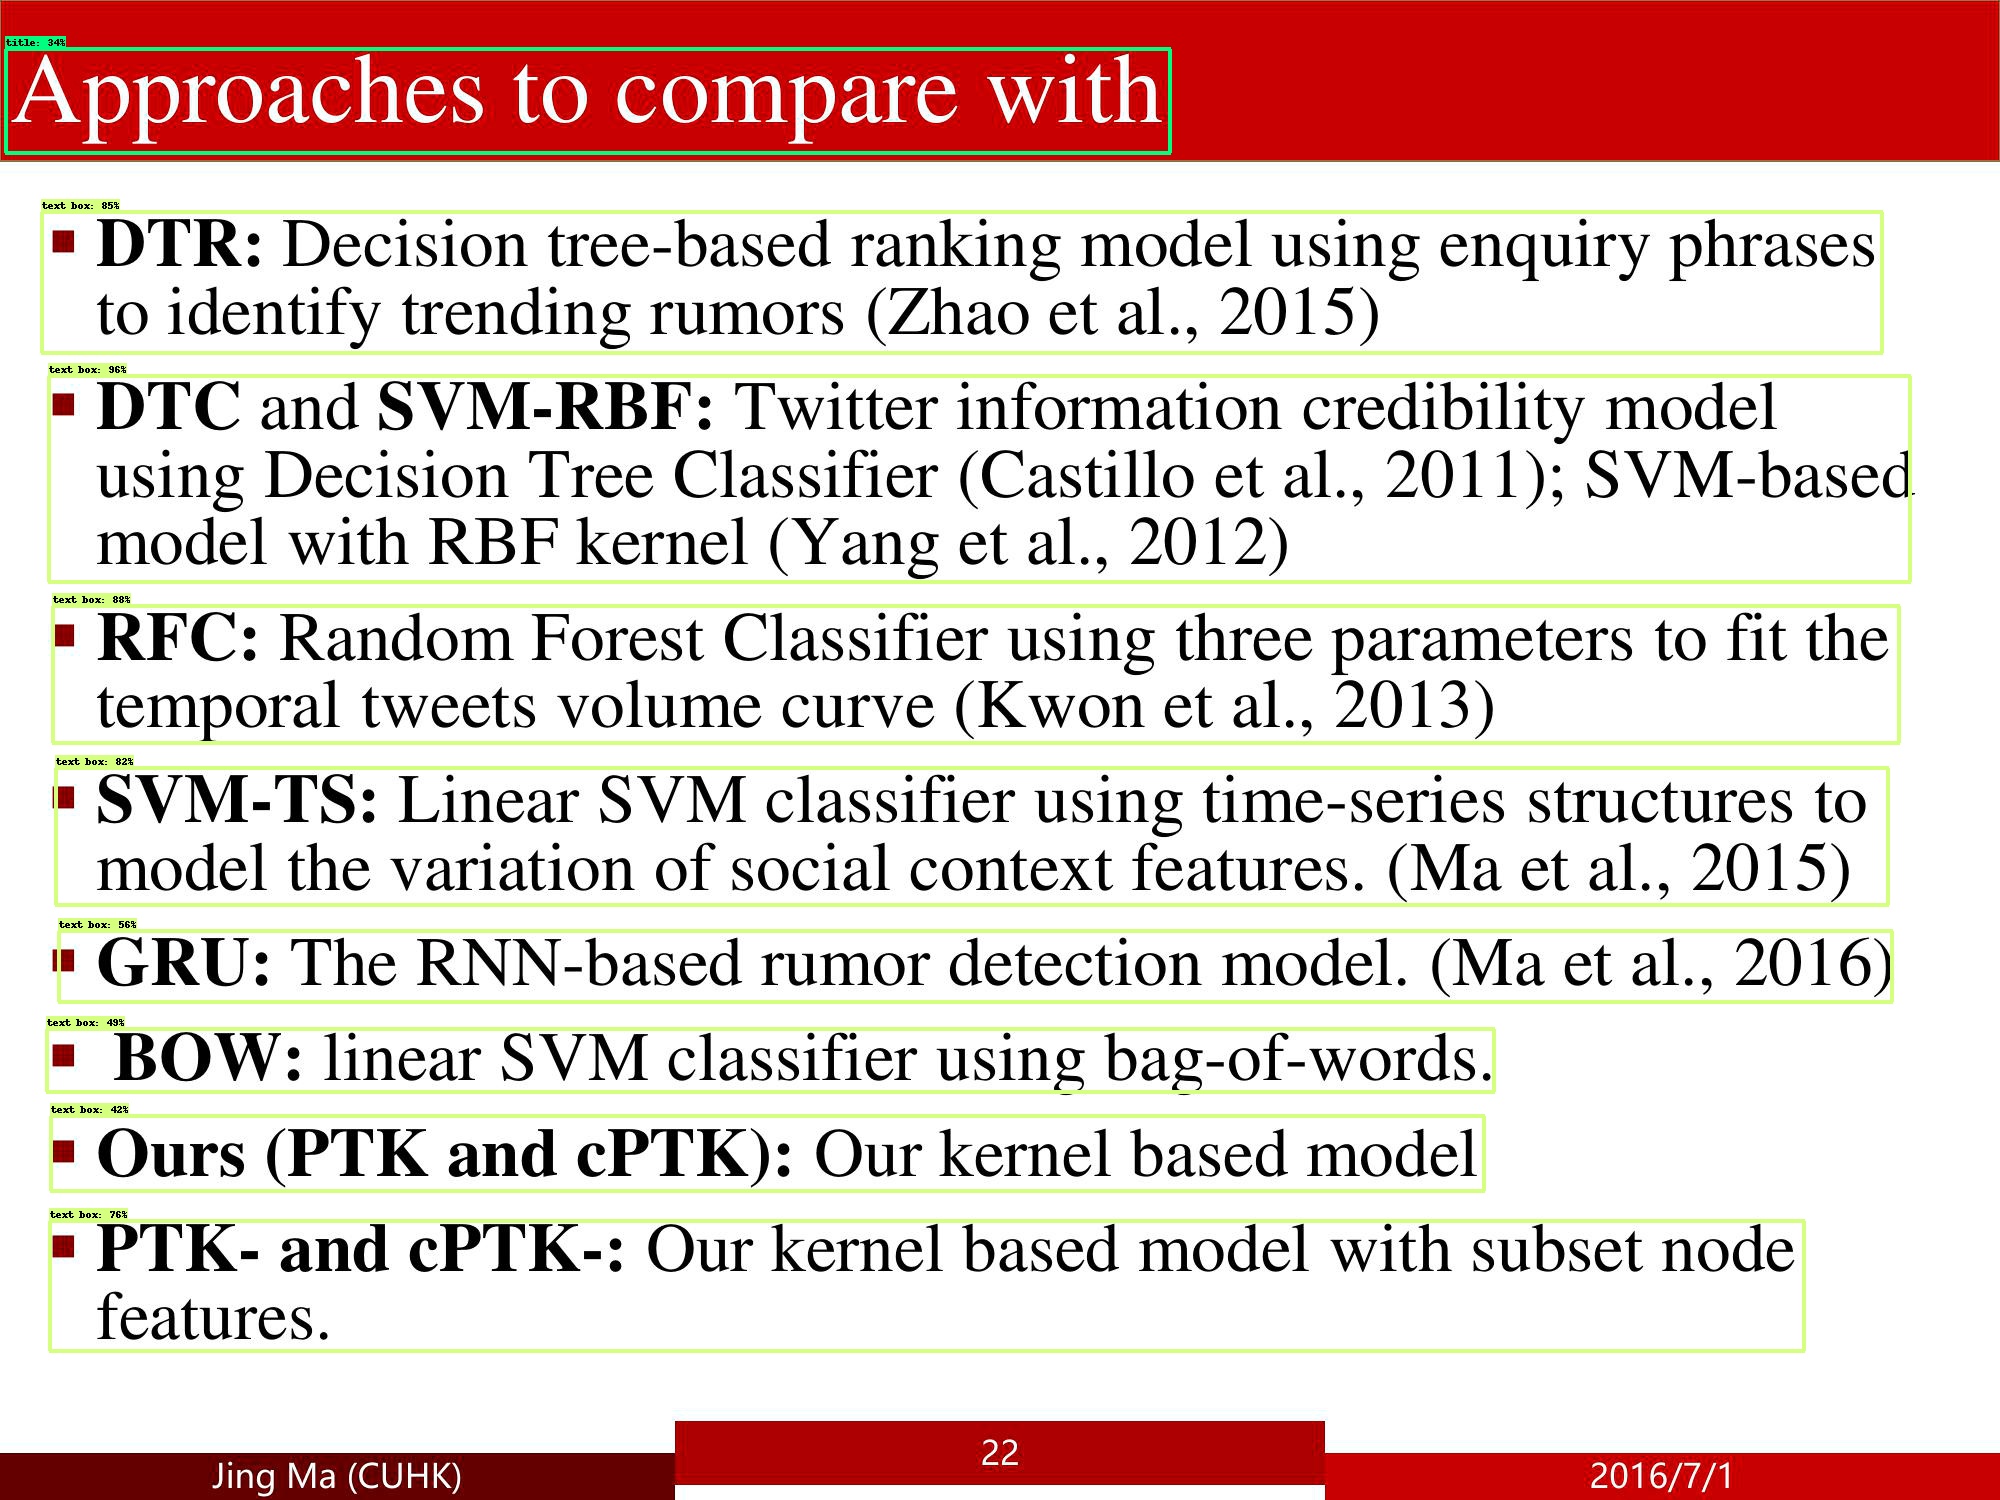 title: 34%
Approaches to compare with
text box: 85%
▪ DTR: Decision tree-based ranking model using enquiry phrases
to identify trending rumors (Zhao et al., 2015)
text box: 96%
▪ DTC and SVM-RBF: Twitter information credibility model
using Decision Tree Classifier (Castillo et al., 2011); SVM-based
model with RBF kernel (Yang et al., 2012)
text box: 88%
▪ RFC: Random Forest Classifier using three parameters to fit the
temporal tweets volume curve (Kwon et al., 2013)
text box: 82%
▪ SVM-TS: Linear SVM classifier using time-series structures to
model the variation of social context features. (Ma et al., 2015)
text box: 56%
▪ GRU: The RNN-based rumor detection model. (Ma et al., 2016)
text box: 49%
▪ BOW: linear SVM classifier using bag-of-words.
text box: 42%
▪ Ours (PTK and cPTK): Our kernel based model
text box: 76%
▪ PTK- and cPTK-: Our kernel based model with subset node
features.
Jing Ma (CUHK)
22
2016/7/1